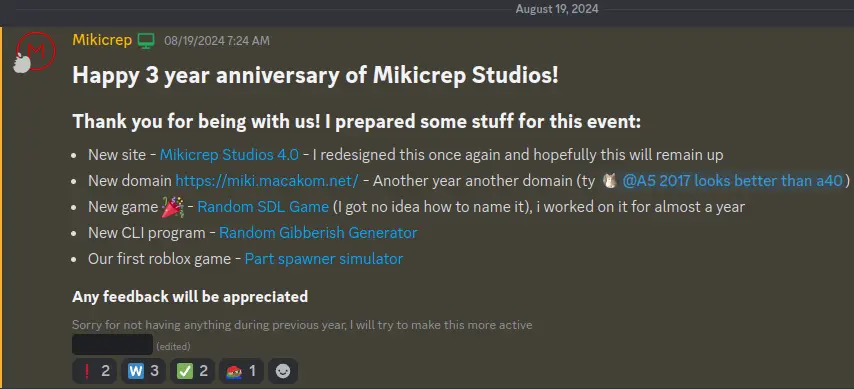 August 19, 2024
M
Mikicrep 08/19/2024 7:24 AM
Happy 3 year anniversary of Mikicrep Studios!
Thank you for being with us! I prepared some stuff for this event:
• New site - Mikicrep Studios 4.0 - I redesigned this once again and hopefully this will remain up
• New domain https://miki.macakom.net/ - Another year another domain (ty @A5 2017 looks better than a40)
• New game - Random SDL Game (I got no idea how to name it), i worked on it for almost a year
• New CLI program - Random Gibberish Generator
• Our first roblox game - Part spawner simulator
Any feedback will be appreciated
Sorry for not having anything during previous year, I will try to make this more active
(edited)
❗ 2 W 3 ✅ 2 1